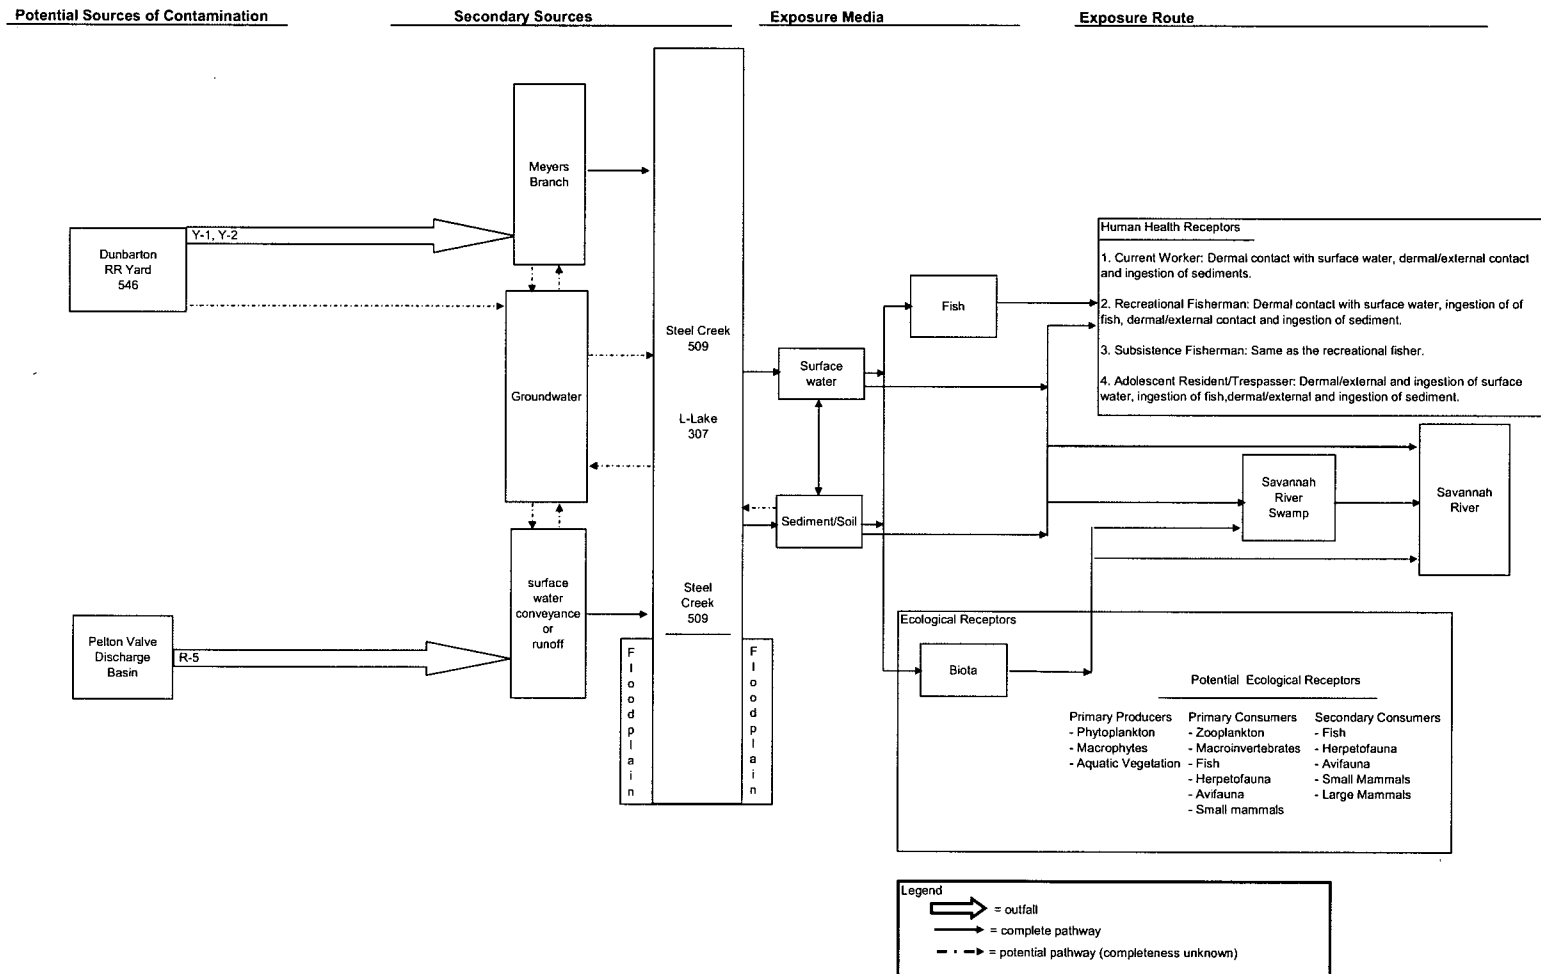 Potential Sources of Contamination
Secondary Sources
Exposure Media
Exposure Route
Meyers
Branch
Y-1, Y-2
Dunbarton
RR Yard
546
Groundwater
surface
water
conveyance
or
runoff
Pelton Valve
Discharge
Basin
R-5
Steel Creek
509
L-Lake
307
Steel
Creek
509
Floodplain
Floodplain
Surface
water
Sediment/Soil
Fish
Human Health Receptors
1. Current Worker: Dermal contact with surface water, dermal/external contact
and ingestion of sediments.
2. Recreational Fisherman: Dermal contact with surface water, ingestion of of
fish, dermal/external contact and ingestion of sediment.
3. Subsistence Fisherman: Same as the recreational fisher.
4. Adolescent Resident/Trespasser: Dermal/external and ingestion of surface
water, ingestion of fish,dermal/external and ingestion of sediment.
Savannah
River
Swamp
Savannah
River
Ecological Receptors
Biota
Potential Ecological Receptors
Primary Producers
- Phytoplankton
- Macrophytes
- Aquatic Vegetation
Primary Consumers
- Zooplankton
- Macroinvertebrates
- Fish
- Herpetofauna
- Avifauna
- Small mammals
Secondary Consumers
- Fish
- Herpetofauna
- Avifauna
- Small Mammals
- Large Mammals
Legend
= outfall
= complete pathway
= potential pathway (completeness unknown)